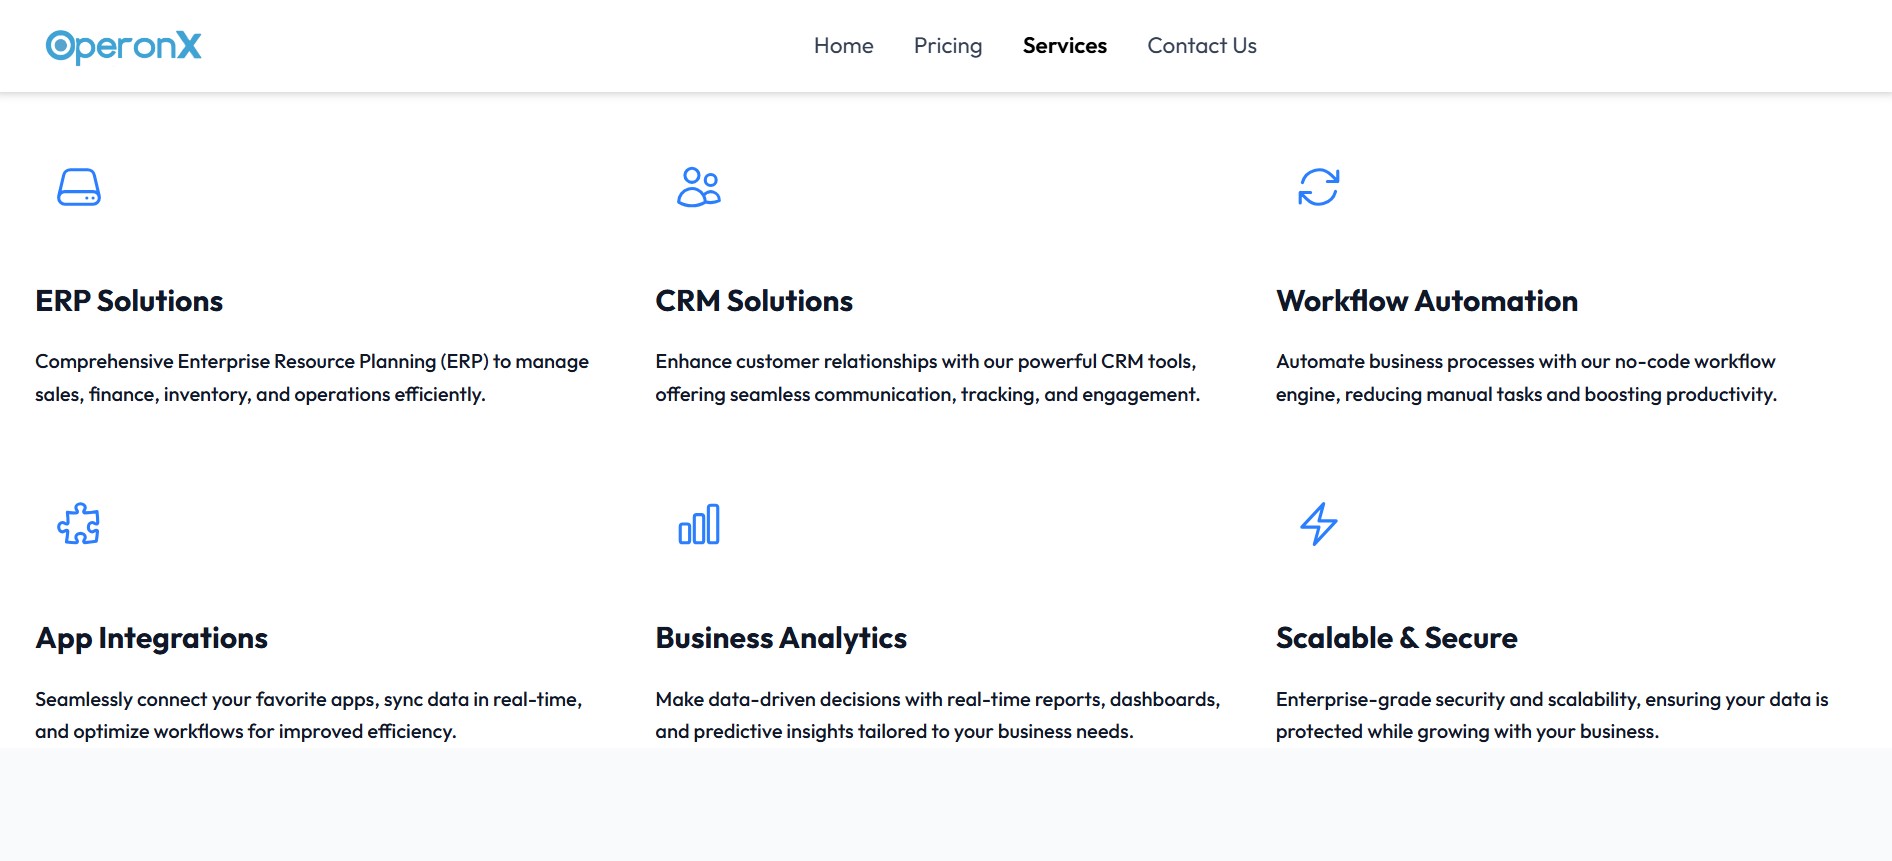 OperonX
Home Pricing Services Contact Us
ERP Solutions
Comprehensive Enterprise Resource Planning (ERP) to manage
sales, finance, inventory, and operations efficiently.
CRM Solutions
Enhance customer relationships with our powerful CRM tools,
offering seamless communication, tracking, and engagement.
Workflow Automation
Automate business processes with our no-code workflow
engine, reducing manual tasks and boosting productivity.
App Integrations
Seamlessly connect your favorite apps, sync data in real-time,
and optimize workflows for improved efficiency.
Business Analytics
Make data-driven decisions with real-time reports, dashboards,
and predictive insights tailored to your business needs.
Scalable & Secure
Enterprise-grade security and scalability, ensuring your data is
protected while growing with your business.